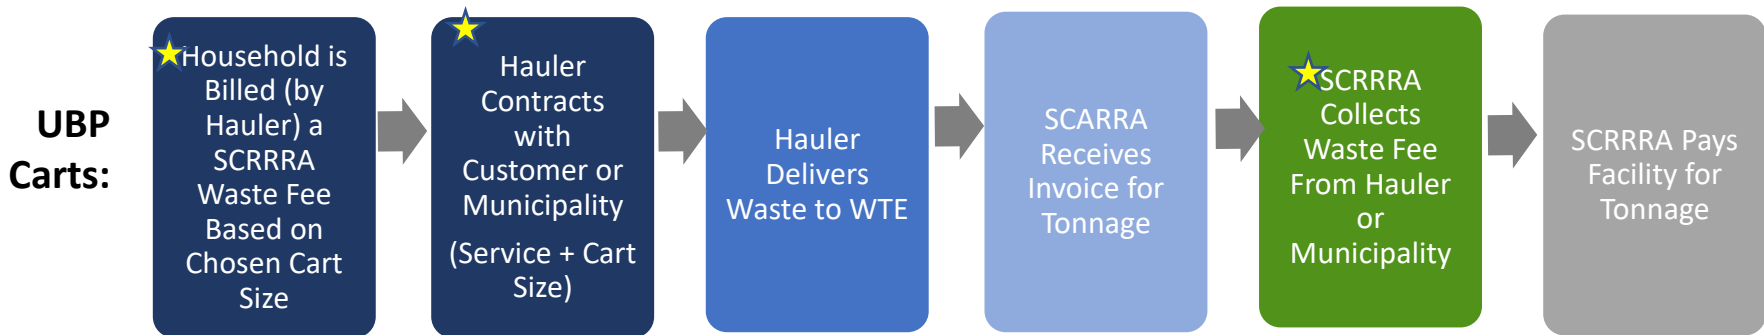 UBP
Carts:
Household is
Billed (by
Hauler) a
SCRRRA
Waste Fee
Based on
Chosen Cart
Size
Hauler
Contracts
with
Customer or
Municipality
(Service + Cart
Size)
Hauler
Delivers
Waste to WTE
SCARRA
Receives
Invoice for
Tonnage
SCRRRA
Collects
Waste Fee
From Hauler
or
Municipality
SCRRRA Pays
Facility for
Tonnage